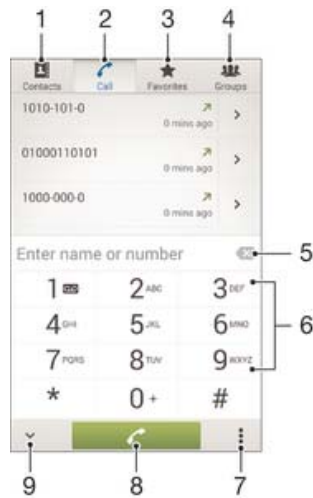 1 2 3 4
Contacts Call Favorites Groups
1010-101-0
0 mins ago
01000110101
0 mins ago
1000-000-0
0 mins ago
Enter name or number 5
1 2 ABC 3 DEF
4 GHI 5 JKL 6 MNO 6
7 PQRS 8 TUV 9 WXYZ
* 0 + #
9 8 7